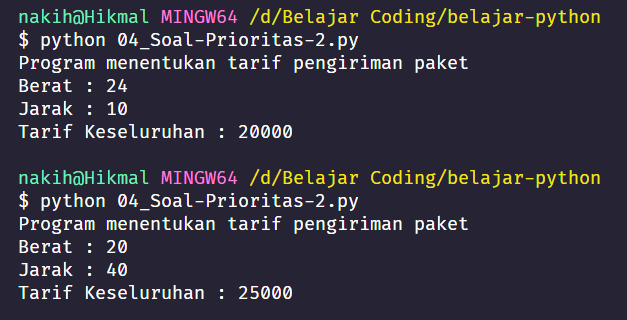 nakih@Hikmal MINGW64 /d/Belajar Coding/belajar-python
$ python 04_Soal-Prioritas-2.py
Program menentukan tarif pengiriman paket
Berat : 24
Jarak : 10
Tarif Keseluruhan : 20000
nakih@Hikmal MINGW64 /d/Belajar Coding/belajar-python
$ python 04_Soal-Prioritas-2.py
Program menentukan tarif pengiriman paket
Berat : 20
Jarak : 40
Tarif Keseluruhan : 25000